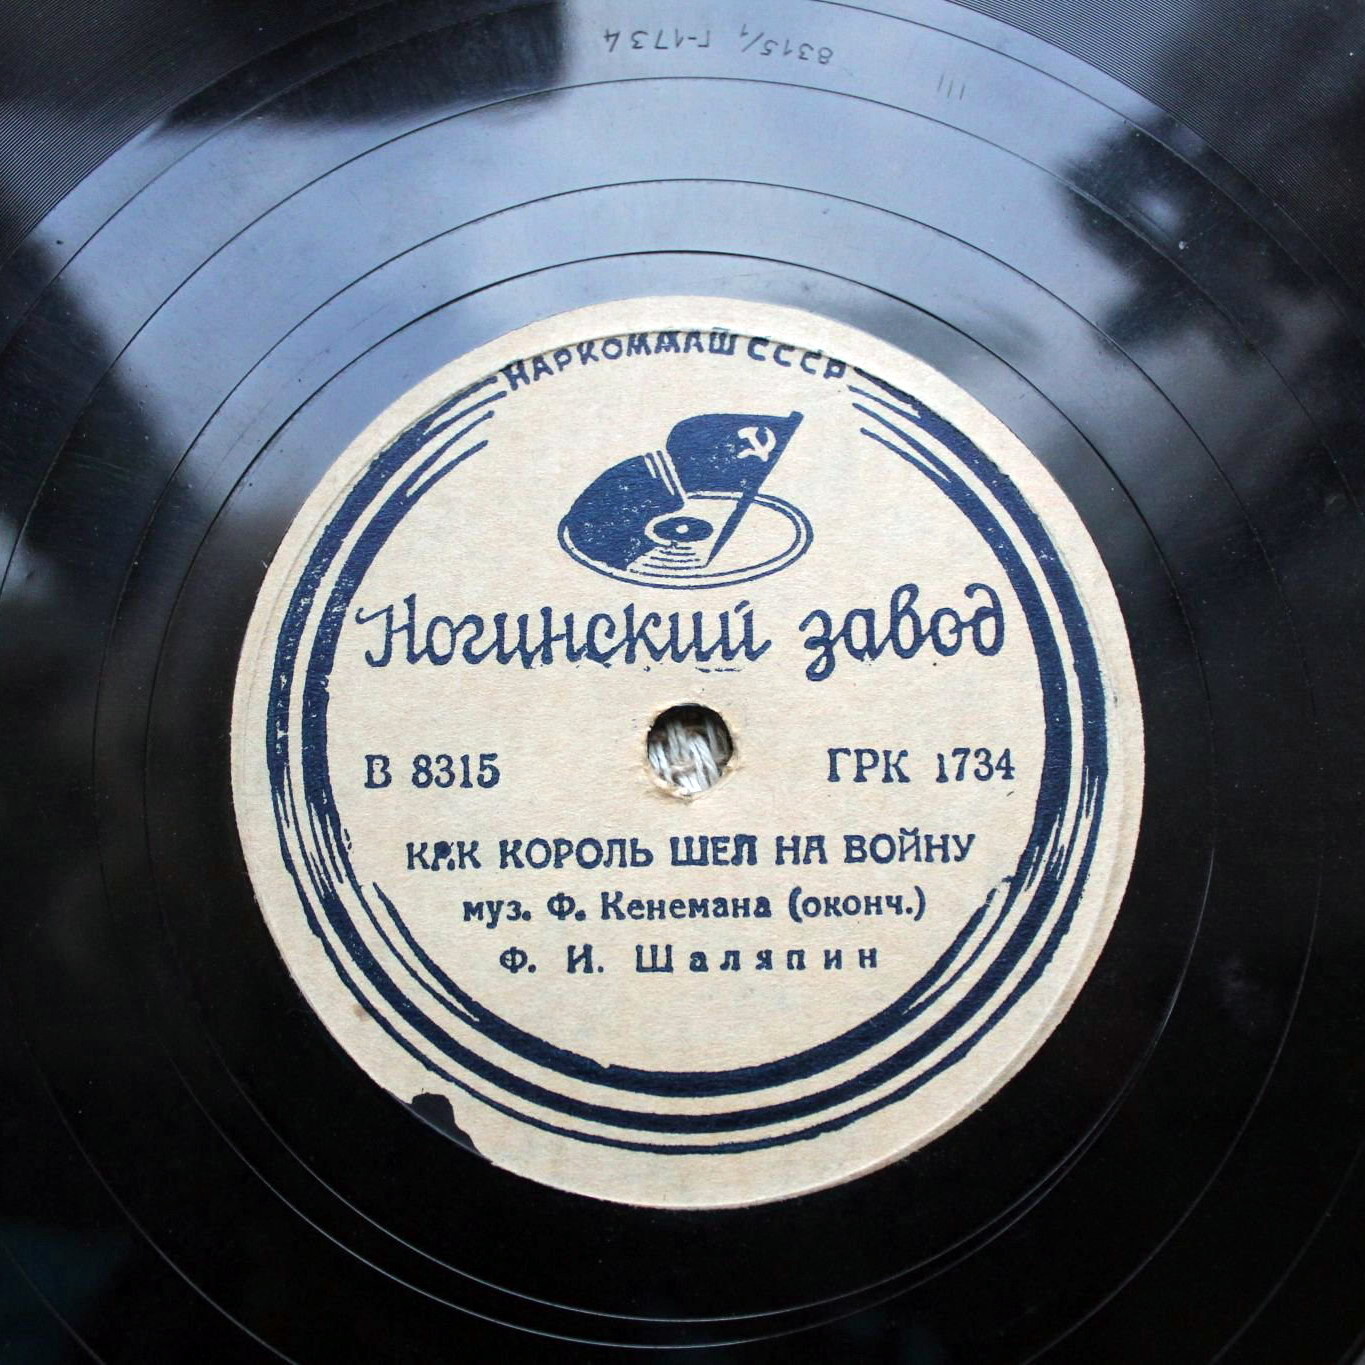 8315/1 Г-1734
III
НАРКОММАШ СССР
Ногинский завод
В 8315 ГРК 1734
КАК КОРОЛЬ ШЕЛ НА ВОЙНУ
муз. Ф. Кенемана (оконч.)
Ф. И. Шаляпин